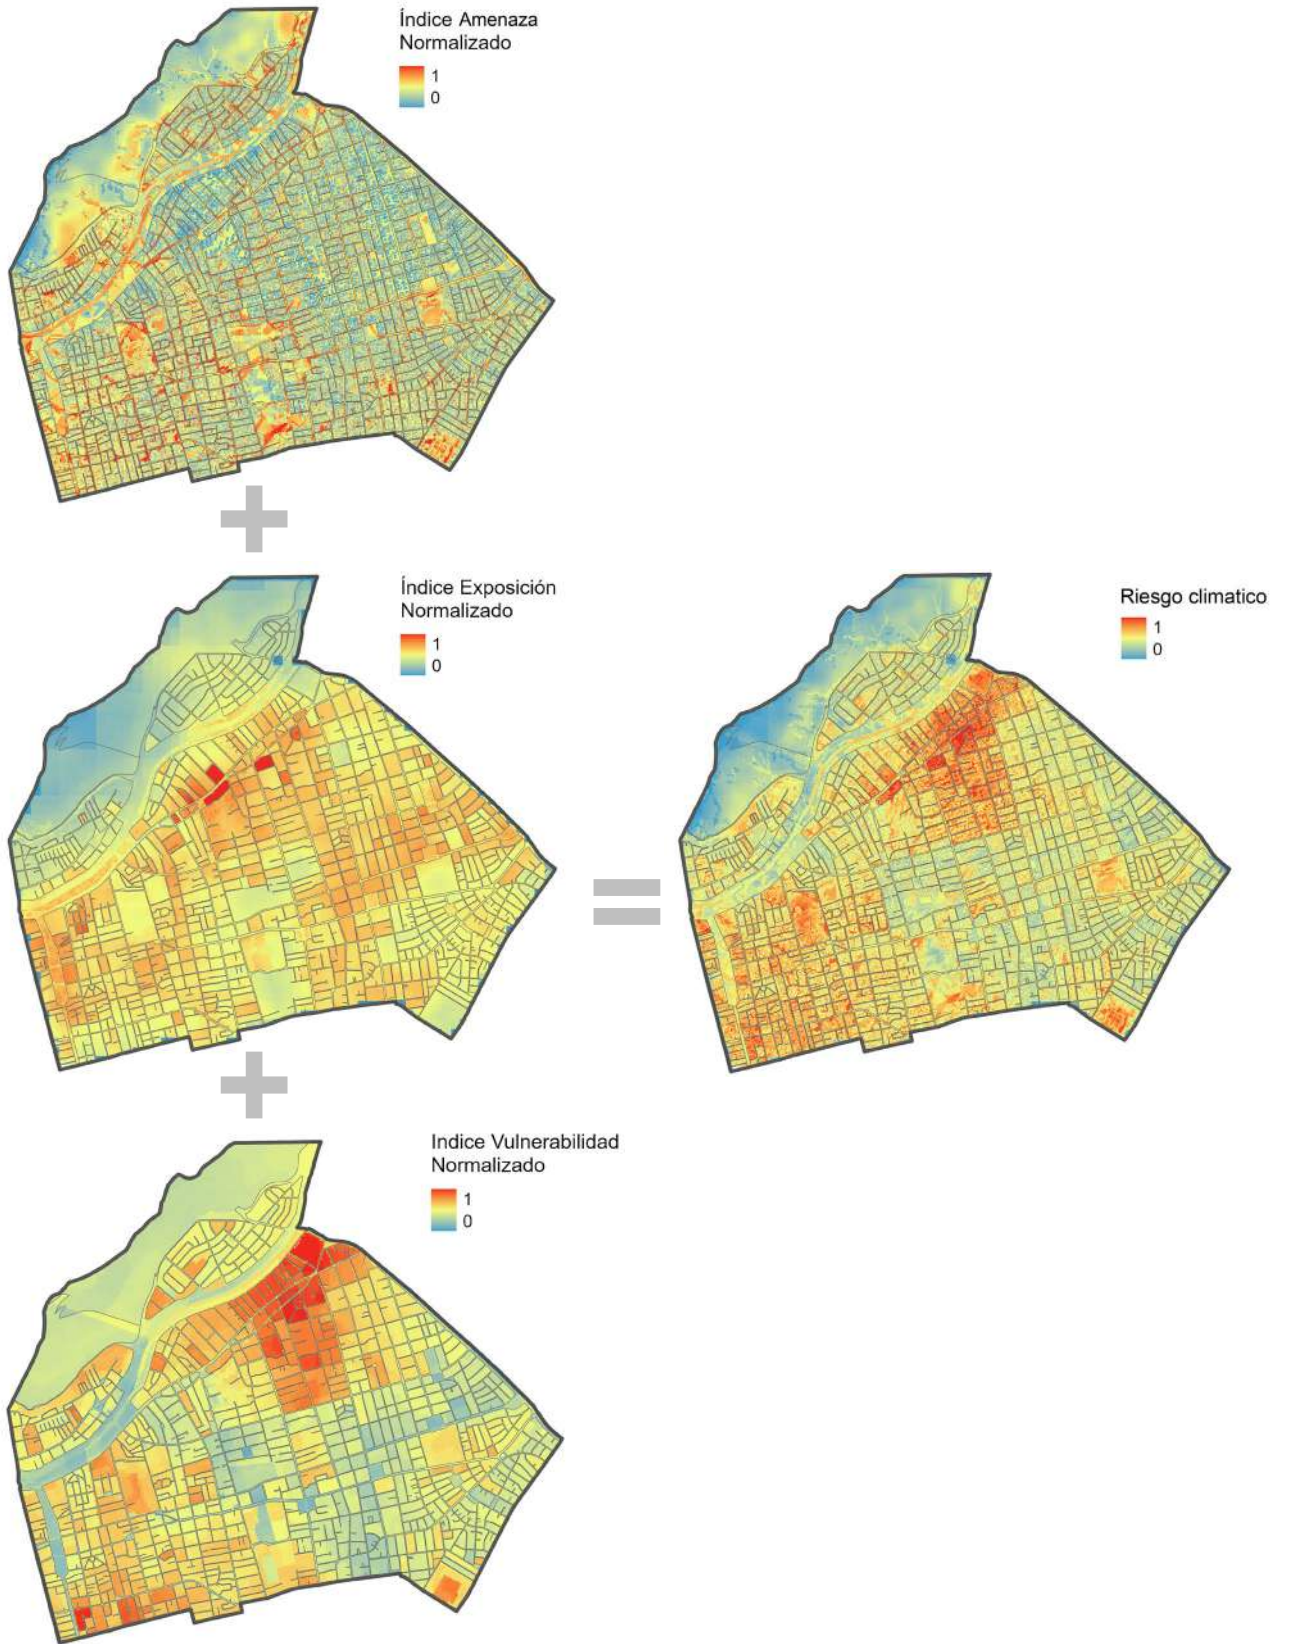 Índice Amenaza
Normalizado
1
0
Índice Exposición
Normalizado
1
0
Riesgo climatico
1
0
Indice Vulnerabilidad
Normalizado
1
0